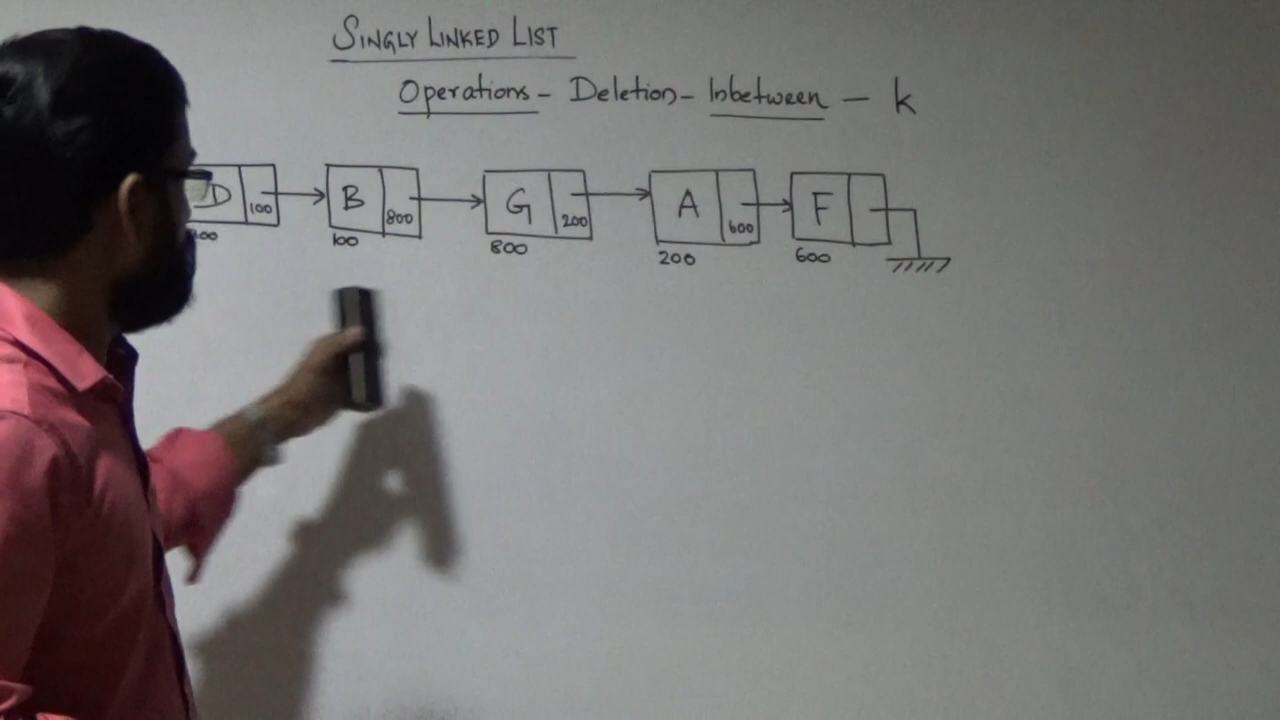 SINGLY LINKED LIST
Operations - Deletion - Inbetween - k
D 100 B 800 G 200 A 600 F
100 800 200 600